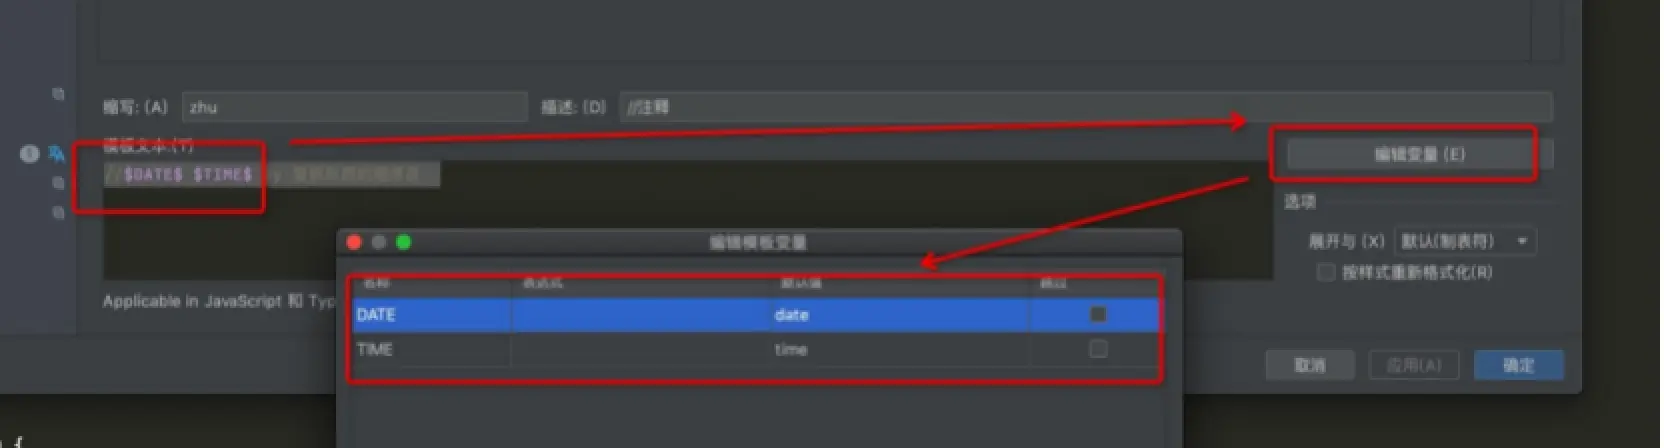 缩写: (A) zhu 描述: (D) //注释
模板文本:(T) 编辑变量 (E)
//$DATE$ $TIME$
选项
展开与 (X) 默认(制表符)
编辑模板变量
按样式重新格式化(R)
名称 表达式 默认值 跳过
Applicable in JavaScript 和 Typ
DATE date
TIME time
取消 应用(A) 确定
{